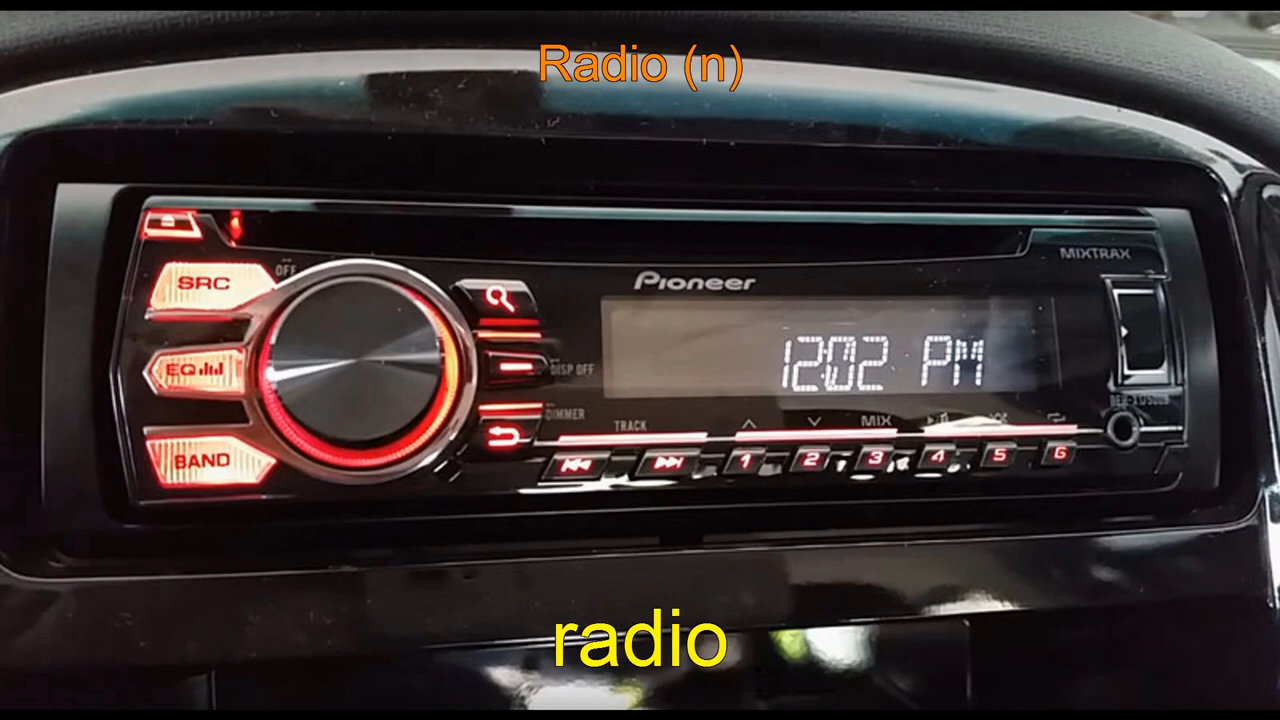 Radio (n)
MIXTRAX
OFF
SRC
Pioneer
12:02 PM
EQ
DISP OFF
DIMMER
TRACK
MIX
BAND
1 2 3 4 5 6
radio